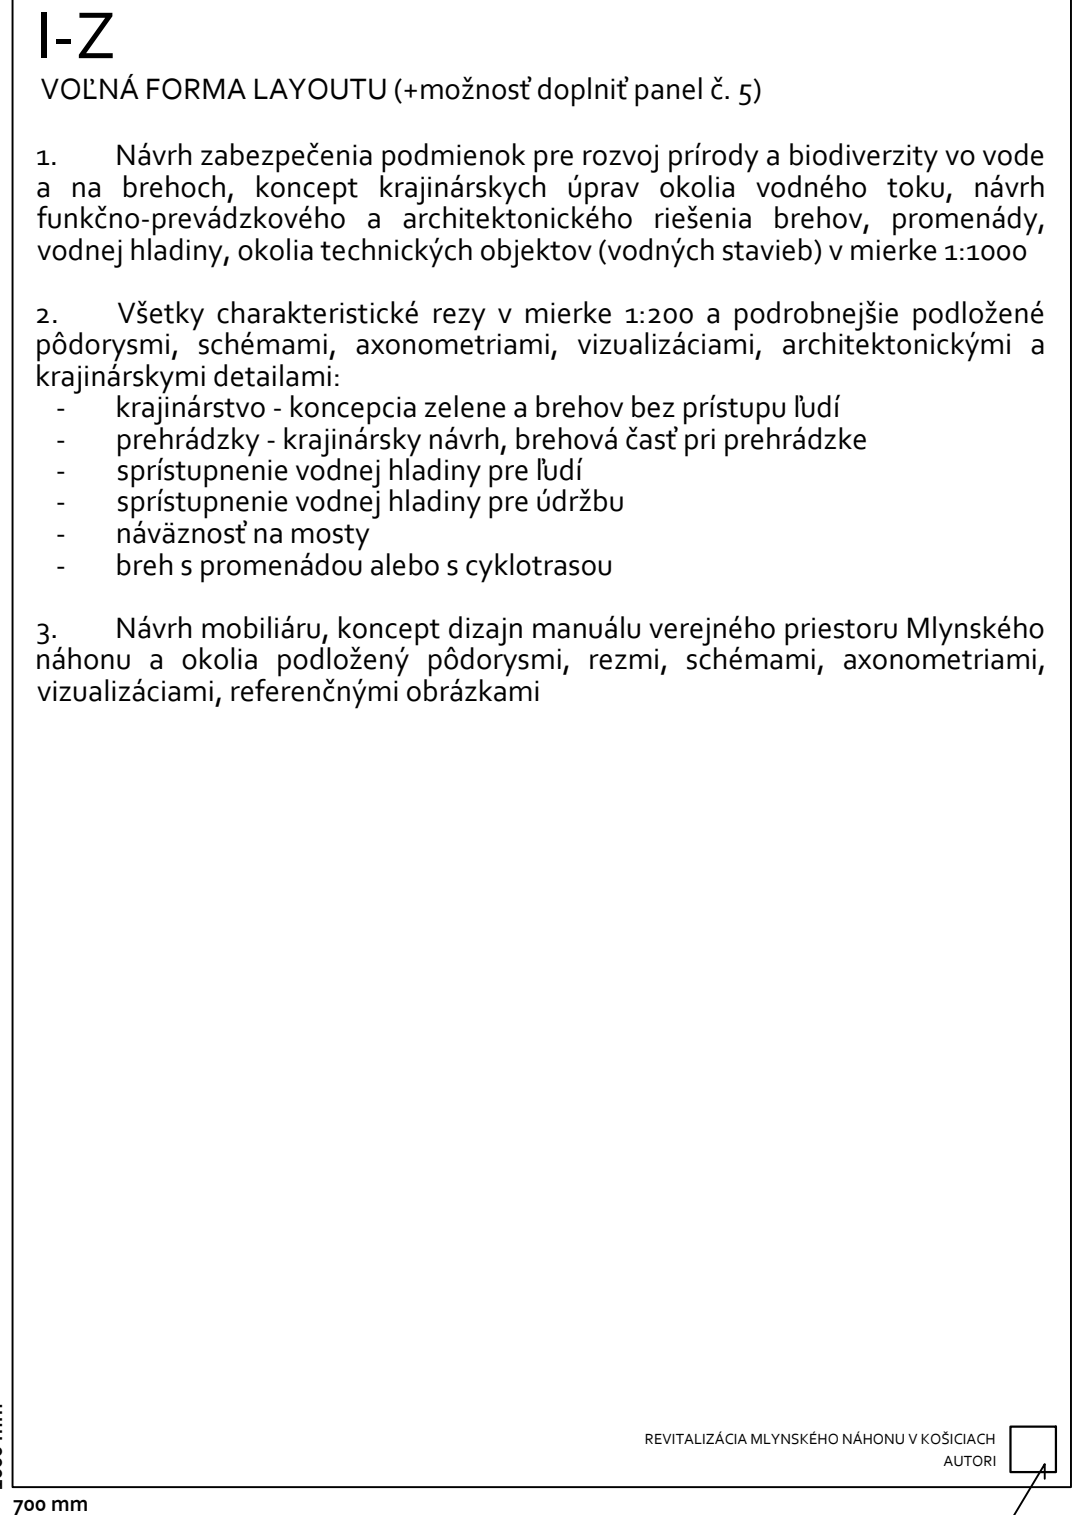 I-Z
VOĽNÁ FORMA LAYOUTU (+možnosť doplniť panel č. 5)
1. Návrh zabezpečenia podmienok pre rozvoj prírody a biodiverzity vo vode
a na brehoch, koncept krajinárskych úprav okolia vodného toku, návrh
funkčno-prevádzkového a architektonického riešenia brehov, promenády,
vodnej hladiny, okolia technických objektov (vodných stavieb) v mierke 1:1000
2. Všetky charakteristické rezy v mierke 1:200 a podrobnejšie podložené
pôdorysmi, schémami, axonometriami, vizualizáciami, architektonickými a
krajinárskymi detailami:
- krajinárstvo - koncepcia zelene a brehov bez prístupu ľudí
- prehrádzky - krajinársky návrh, brehová časť pri prehrádzke
- sprístupnenie vodnej hladiny pre ľudí
- sprístupnenie vodnej hladiny pre údržbu
- náväznosť na mosty
- breh s promenádou alebo s cyklotrasou
3. Návrh mobiliáru, koncept dizajn manuálu verejného priestoru Mlynského
náhonu a okolia podložený pôdorysmi, rezmi, schémami, axonometriami,
vizualizáciami, referenčnými obrázkami
REVITALIZÁCIA MLYNSKÉHO NÁHONU V KOŠICIACH
AUTORI
700 mm